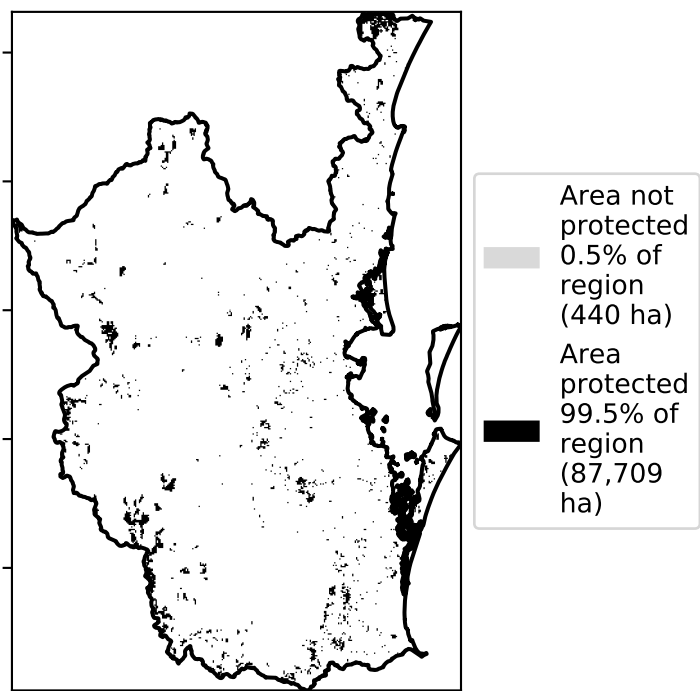 Area not
protected
0.5% of
region
(440 ha)
Area
protected
99.5% of
region
(87,709
ha)